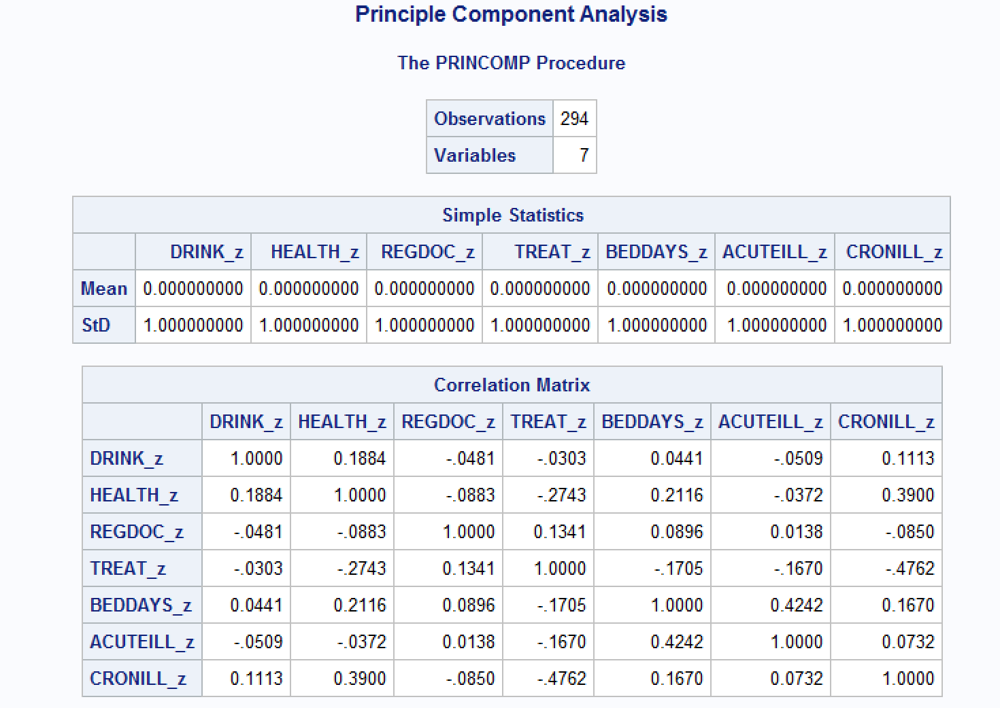 Principle Component Analysis
The PRINCOMP Procedure
Observations 294
Variables 7
Simple Statistics
DRINK_z HEALTH_z REGDOC_z TREAT_z BEDDAYS_z ACUTEILL_z CRONILL_z
Mean 0.000000000 0.000000000 0.000000000 0.000000000 0.000000000 0.000000000 0.000000000
StD 1.000000000 1.000000000 1.000000000 1.000000000 1.000000000 1.000000000 1.000000000
Correlation Matrix
DRINK_z HEALTH_z REGDOC_z TREAT_z BEDDAYS_z ACUTEILL_z CRONILL_z
DRINK_z 1.0000 0.1884 -.0481 -.0303 0.0441 -.0509 0.1113
HEALTH_z 0.1884 1.0000 -.0883 -.2743 0.2116 -.0372 0.3900
REGDOC_z -.0481 -.0883 1.0000 0.1341 0.0896 0.0138 -.0850
TREAT_z -.0303 -.2743 0.1341 1.0000 -.1705 -.1670 -.4762
BEDDAYS_z 0.0441 0.2116 0.0896 -.1705 1.0000 0.4242 0.1670
ACUTEILL_z -.0509 -.0372 0.0138 -.1670 0.4242 1.0000 0.0732
CRONILL_z 0.1113 0.3900 -.0850 -.4762 0.1670 0.0732 1.0000